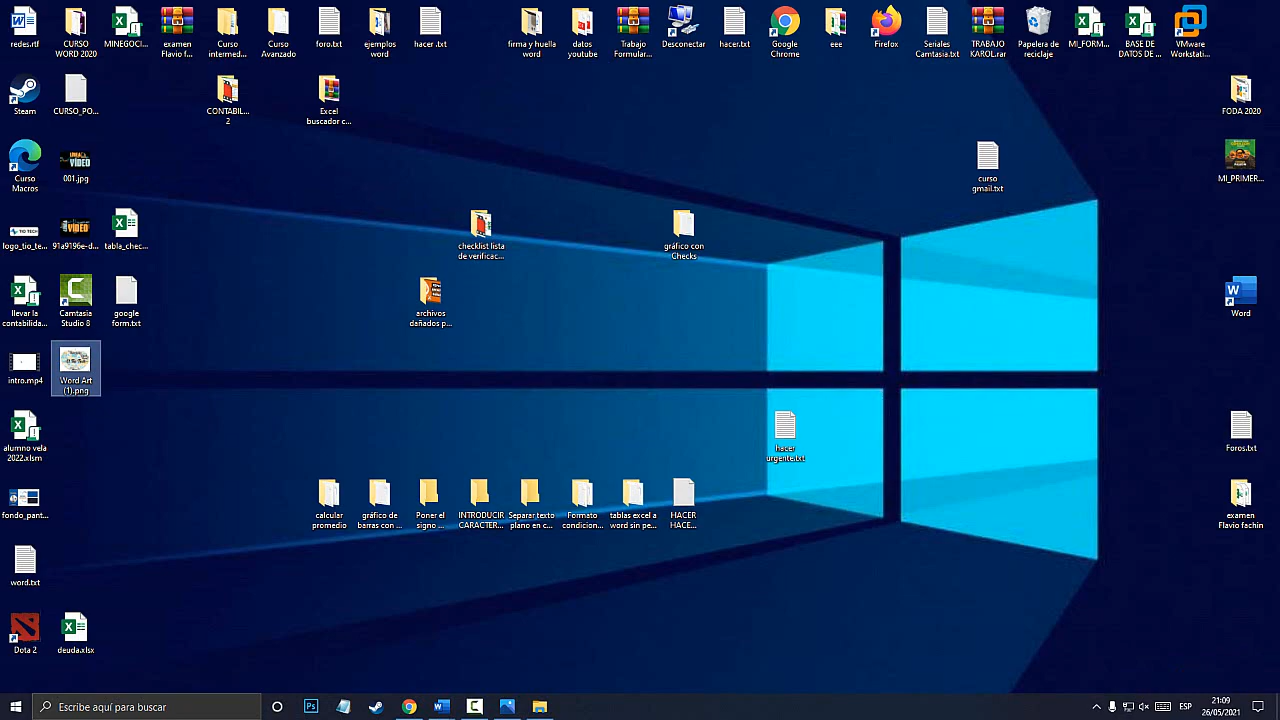 redes.rtf
CURSO WORD 2020
MINEGOCI...
examen Flavio f...
Curso intermed...
Curso Avanzado
foro.txt
ejemplos word
hacer .txt
firma y huella word
datos youtube
Trabajo Formular...
Desconectar
hacer.txt
Google Chrome
eee
Firefox
Seriales Camtasia.txt
TRABAJO KAROL.rar
Papelera de reciclaje
MI_FORM...
BASE DE DATOS DE ...
VMware Workstati...
Steam
CURSO_PO...
CONTABIL... 2
Excel buscador c...
FODA 2020
Curso Macros
001.jpg
curso gmail.txt
MI_PRIMER...
logo_tio_te...
91a9196e-d...
tabla_chec...
checklist lista de verificac...
gráfico con Checks
llevar la contabilida...
Camtasia Studio 8
google form.txt
archivos dañados p...
Word
intro.mp4
Word Art (1).png
alumno vela 2022.xlsm
hacer urgente.txt
Foros.txt
fondo_pant...
calcular promedio
gráfico de barras con ...
Poner el signo ...
INTRODUCIR CARACTER...
Separar texto plano en c...
Formato condicion...
tablas excel a word sin pe...
HACER HACE...
examen Flavio fachin
word.txt
Dota 2
deuda.xlsx
Escribe aquí para buscar
ESP
21:09
26/05/2021